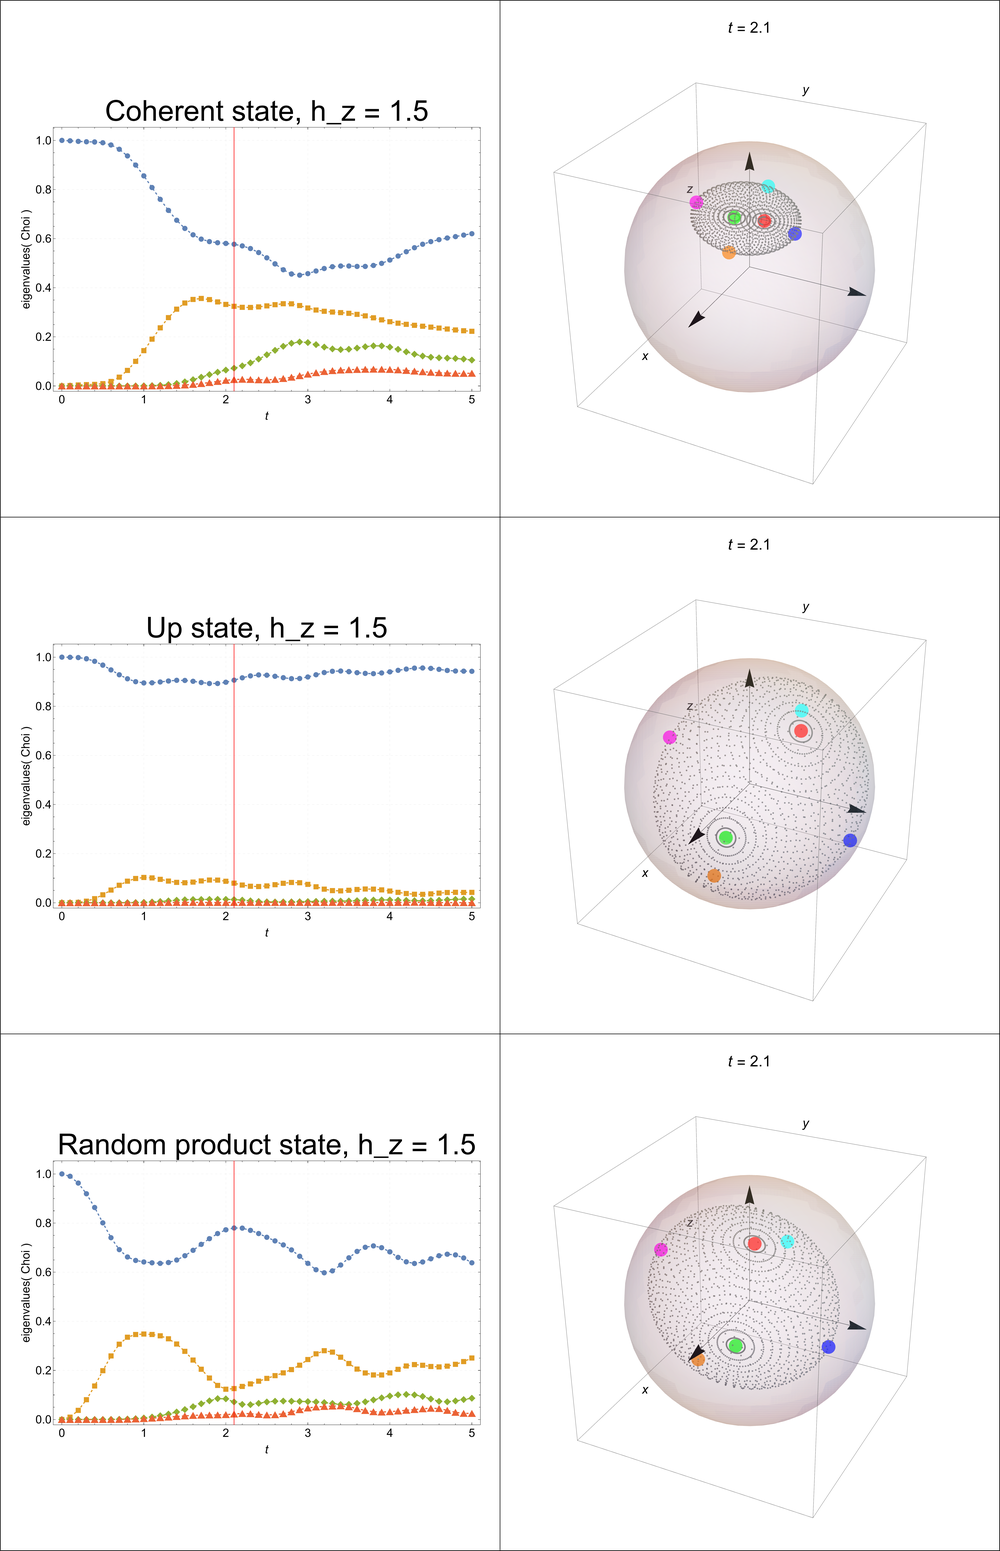 Coherent state, h_z = 1.5
eigenvalues( Choi )
1.0
0.8
0.6
0.4
0.2
0.0
0 1 2 3 4 5
t
t = 2.1
y
z
x
Up state, h_z = 1.5
eigenvalues( Choi )
1.0
0.8
0.6
0.4
0.2
0.0
0 1 2 3 4 5
t
t = 2.1
y
z
x
Random product state, h_z = 1.5
eigenvalues( Choi )
1.0
0.8
0.6
0.4
0.2
0.0
0 1 2 3 4 5
t
t = 2.1
y
z
x